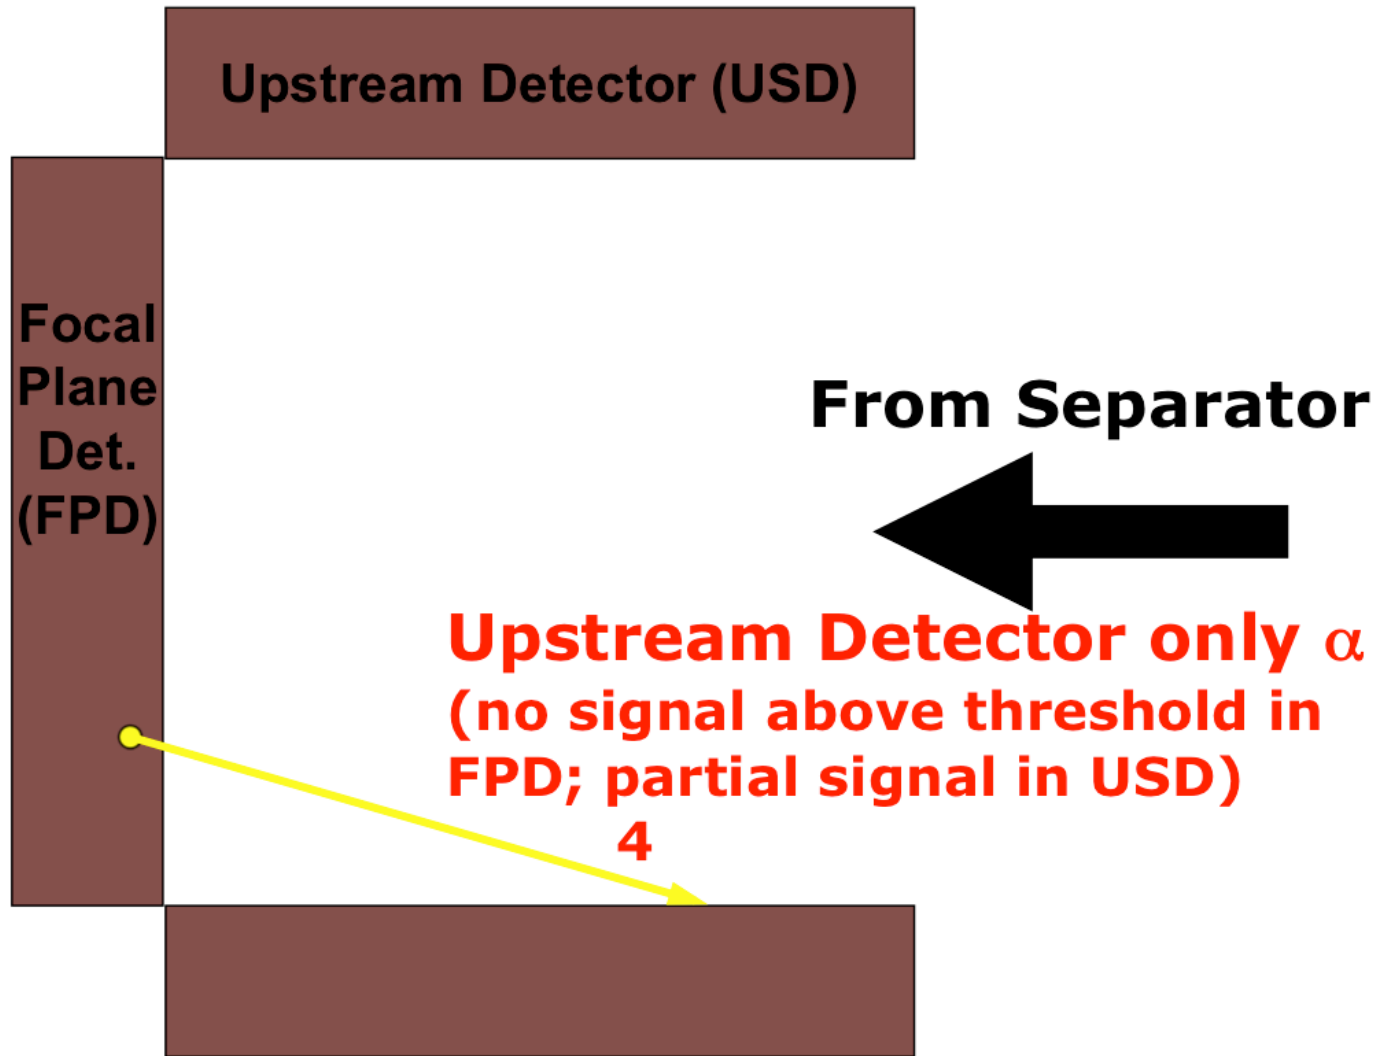 Upstream Detector (USD)
Focal
Plane
Det.
(FPD)
From Separator
Upstream Detector only α
(no signal above threshold in
FPD; partial signal in USD)
4